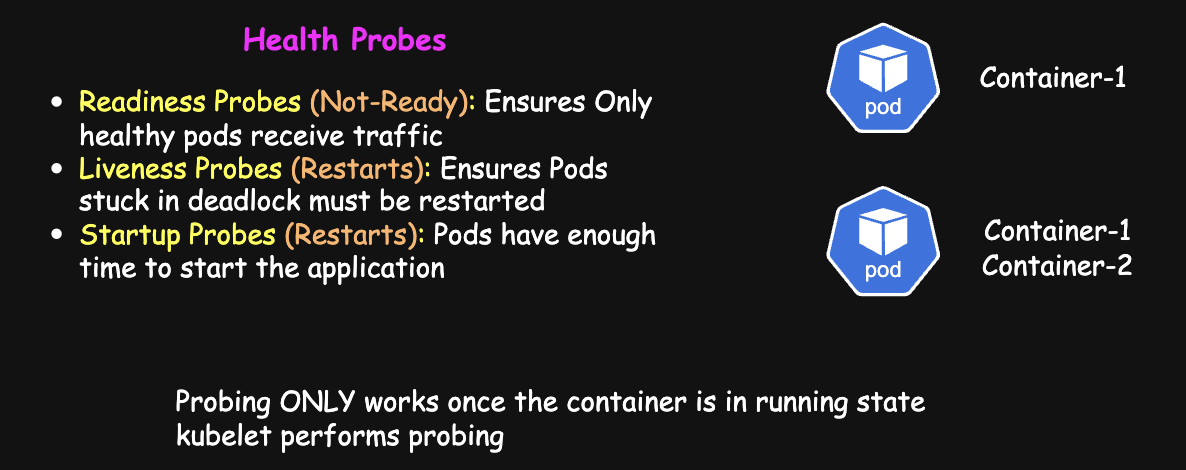 Health Probes
• Readiness Probes (Not-Ready): Ensures Only
healthy pods receive traffic
• Liveness Probes (Restarts): Ensures Pods
stuck in deadlock must be restarted
• Startup Probes (Restarts): Pods have enough
time to start the application
pod
Container-1
pod
Container-1
Container-2
Probing ONLY works once the container is in running state
kubelet performs probing